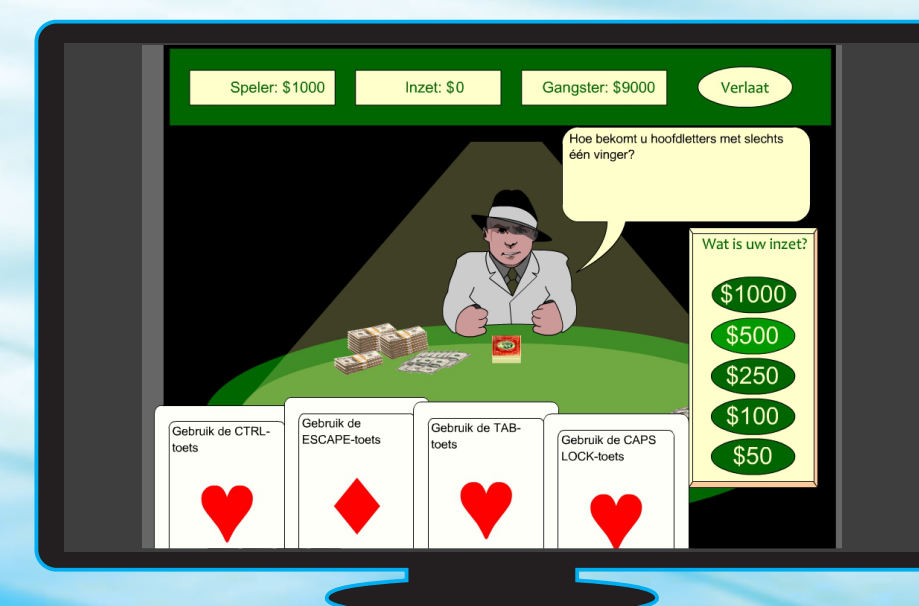 Speler: $1000
Inzet: $0
Gangster: $9000
Verlaat
Hoe bekomt u hoofdletters met slechts
één vinger?
Wat is uw inzet?
$1000
$500
$250
$100
$50
Gebruik de CTRL-
toets
Gebruik de
ESCAPE-toets
Gebruik de TAB-
toets
Gebruik de CAPS
LOCK-toets